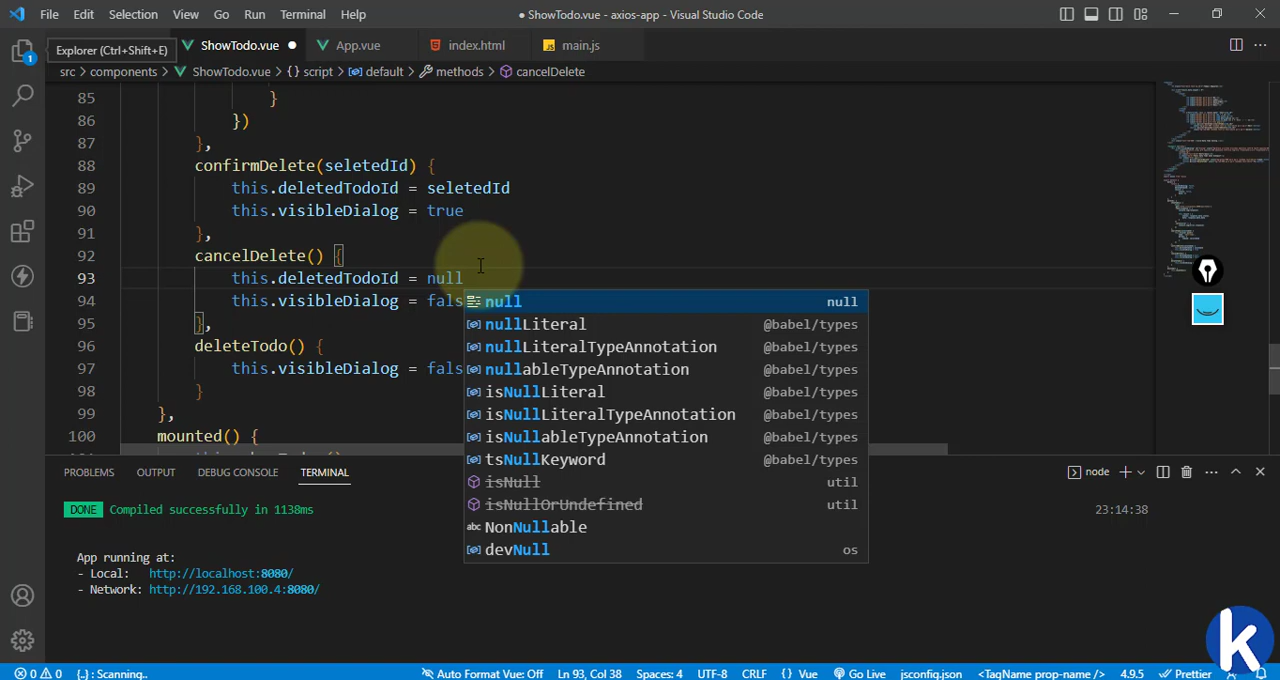 File Edit Selection View Go Run Terminal Help
● ShowTodo.vue - axios-app - Visual Studio Code
Explorer (Ctrl+Shift+E)
ShowTodo.vue ●
App.vue
index.html
JS main.js
1
src > components > ShowTodo.vue > {} script > default > methods > cancelDelete
85 }
86 })
87 },
88 confirmDelete(seletedId) {
89 this.deletedTodoId = seletedId
90 this.visibleDialog = true
91 },
92 cancelDelete() {
93 this.deletedTodoId = null
94 this.visibleDialog = fals
95 },
96 deleteTodo() {
97 this.visibleDialog = fals
98 }
99 },
100 mounted() {
null null
nullLiteral @babel/types
nullLiteralTypeAnnotation @babel/types
nullableTypeAnnotation @babel/types
isNullLiteral @babel/types
isNullLiteralTypeAnnotation @babel/types
isNullableTypeAnnotation @babel/types
tsNullKeyword @babel/types
isNull util
isNullOrUndefined util
abc NonNullable
devNull os
PROBLEMS OUTPUT DEBUG CONSOLE TERMINAL
node
DONE Compiled successfully in 1138ms 23:14:38
App running at:
- Local: http://localhost:8080/
- Network: http://192.168.100.4:8080/
k
0 0 {..} : Scanning.. Auto Format Vue: Off Ln 93, Col 38 Spaces: 4 UTF-8 CRLF {} Vue Go Live jsconfig.json <TagName prop-name /> 4.9.5 Prettier